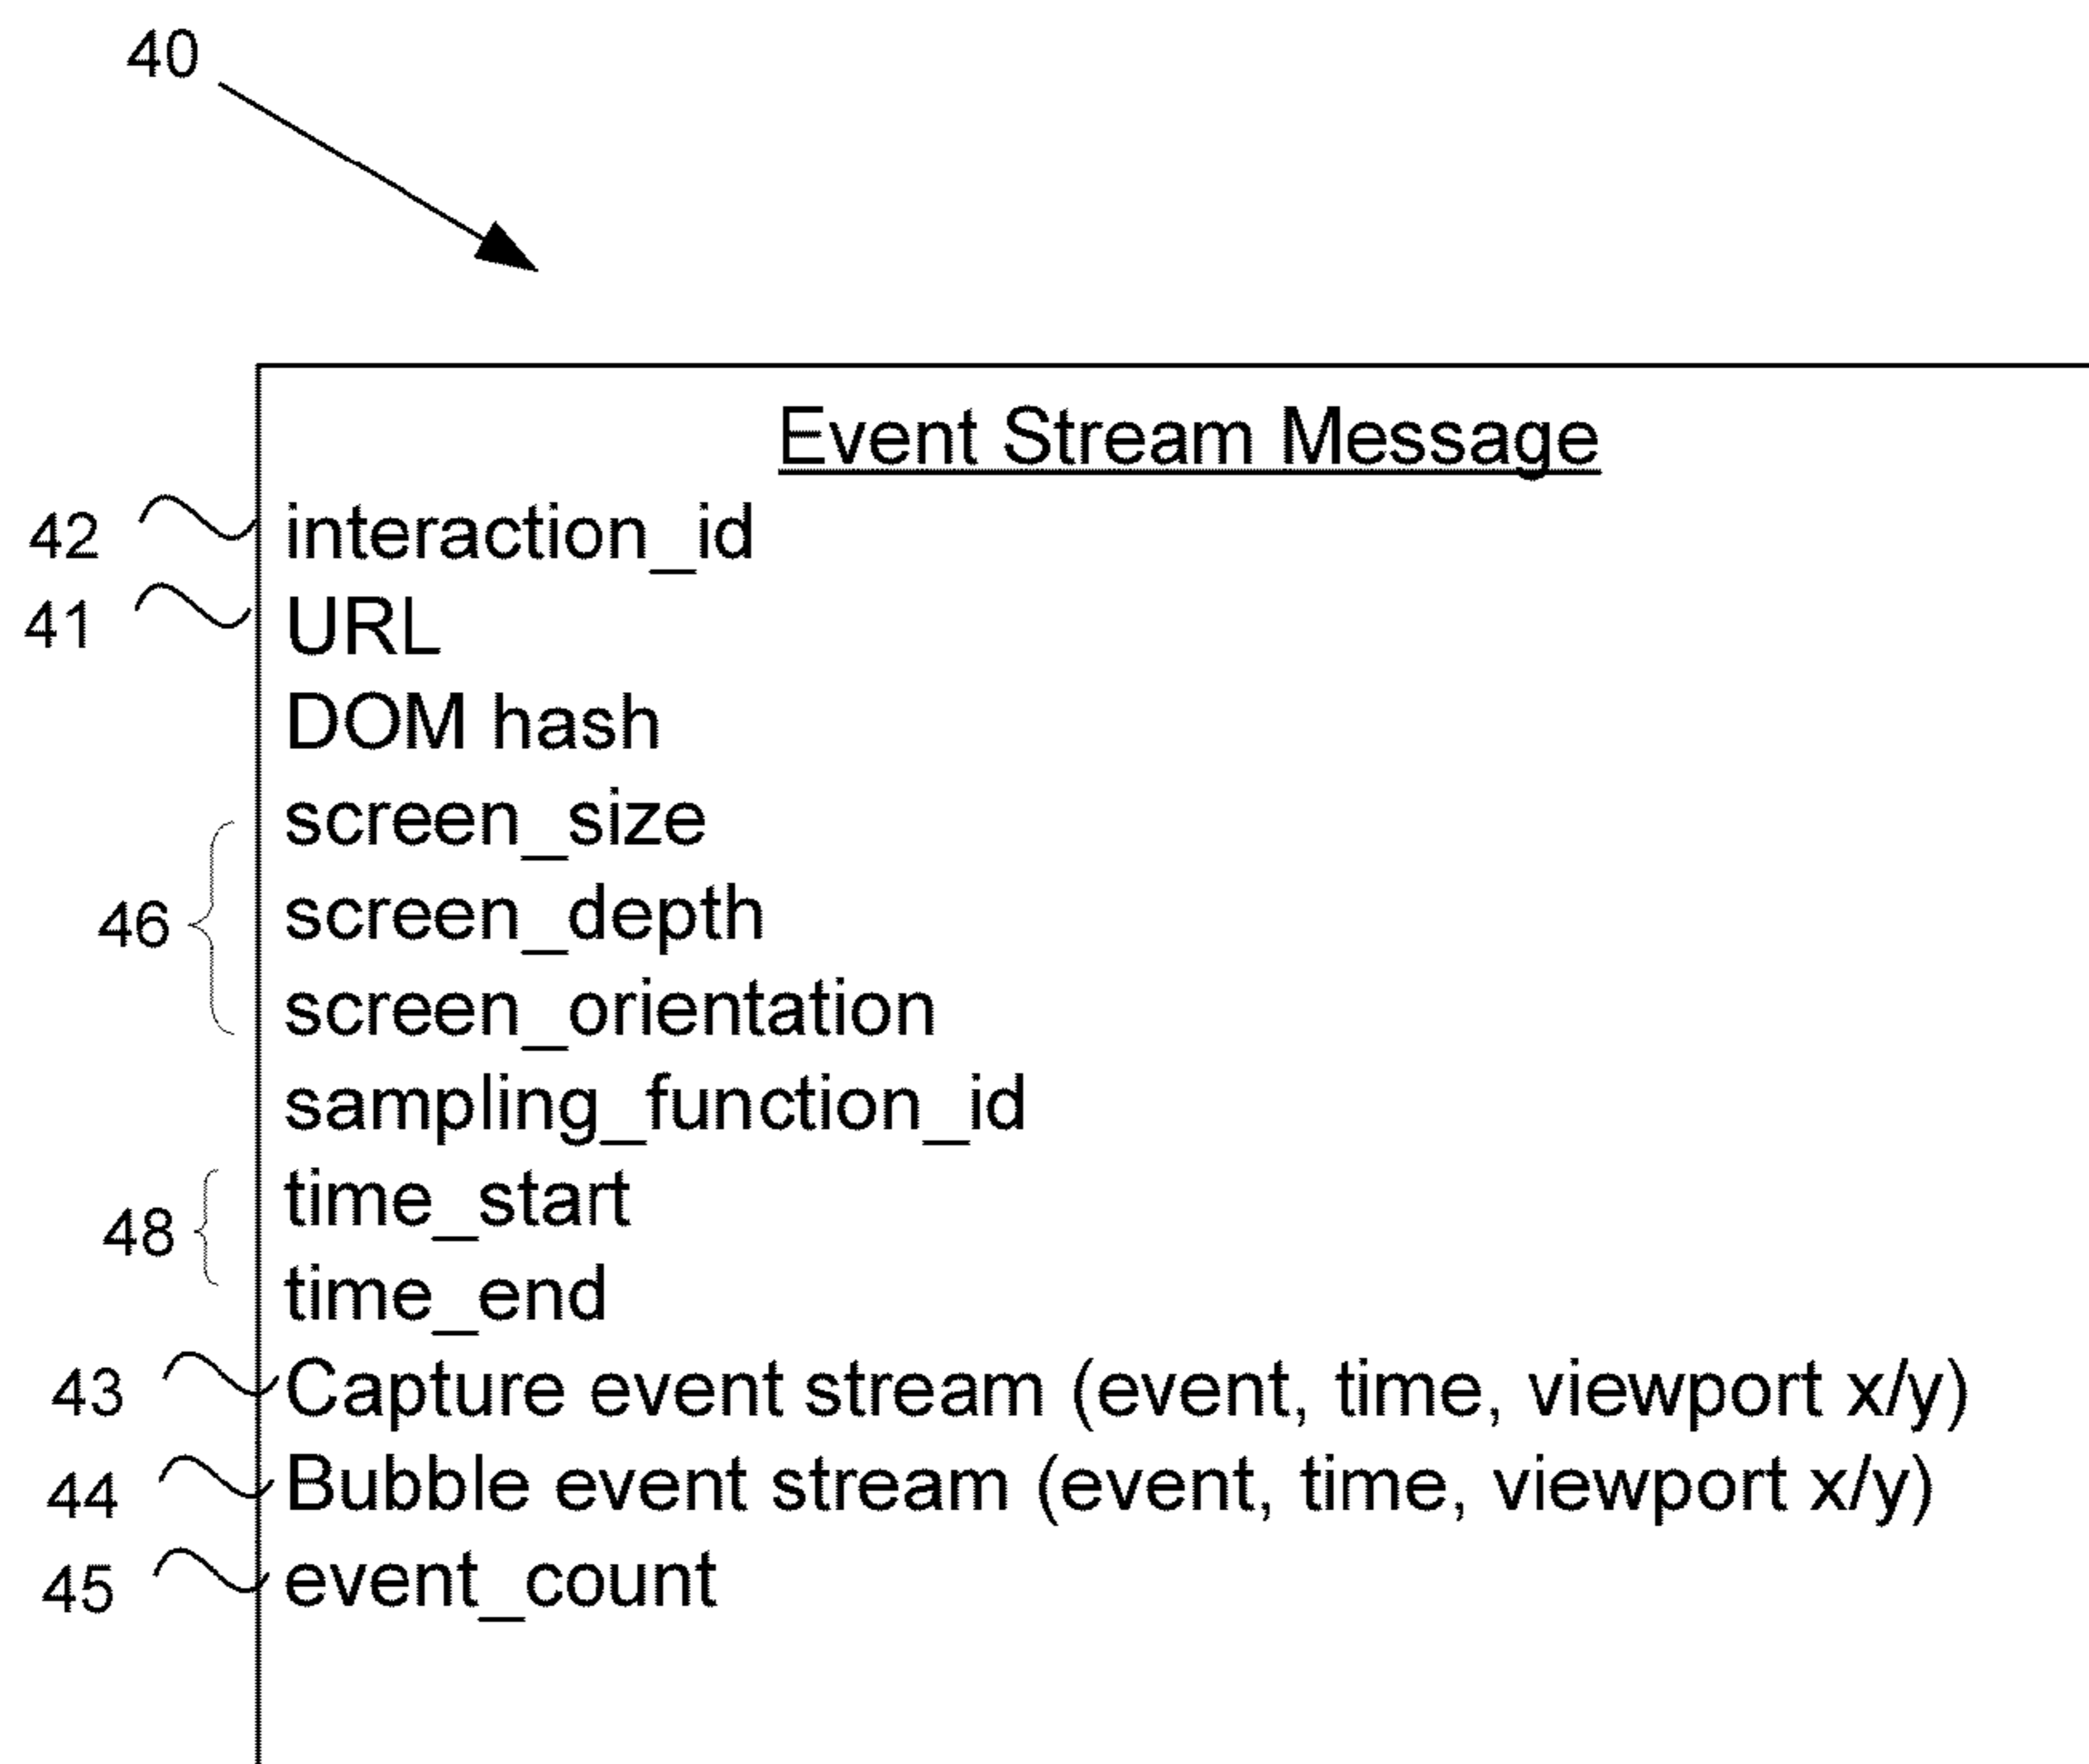 40
Event Stream Message
42 interaction_id
41 URL
DOM hash
screen_size
46 screen_depth
screen_orientation
sampling_function_id
48 time_start
time_end
43 Capture event stream (event, time, viewport x/y)
44 Bubble event stream (event, time, viewport x/y)
45 event_count